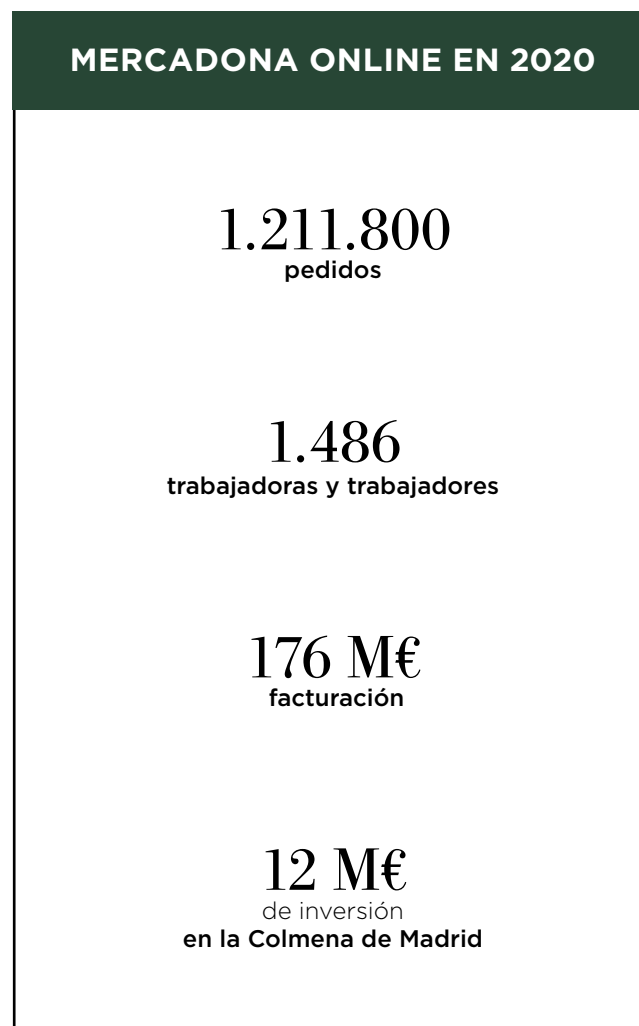 MERCADONA ONLINE EN 2020
1.211.800
pedidos
1.486
trabajadoras y trabajadores
176 M€
facturación
12 M€
de inversión
en la Colmena de Madrid